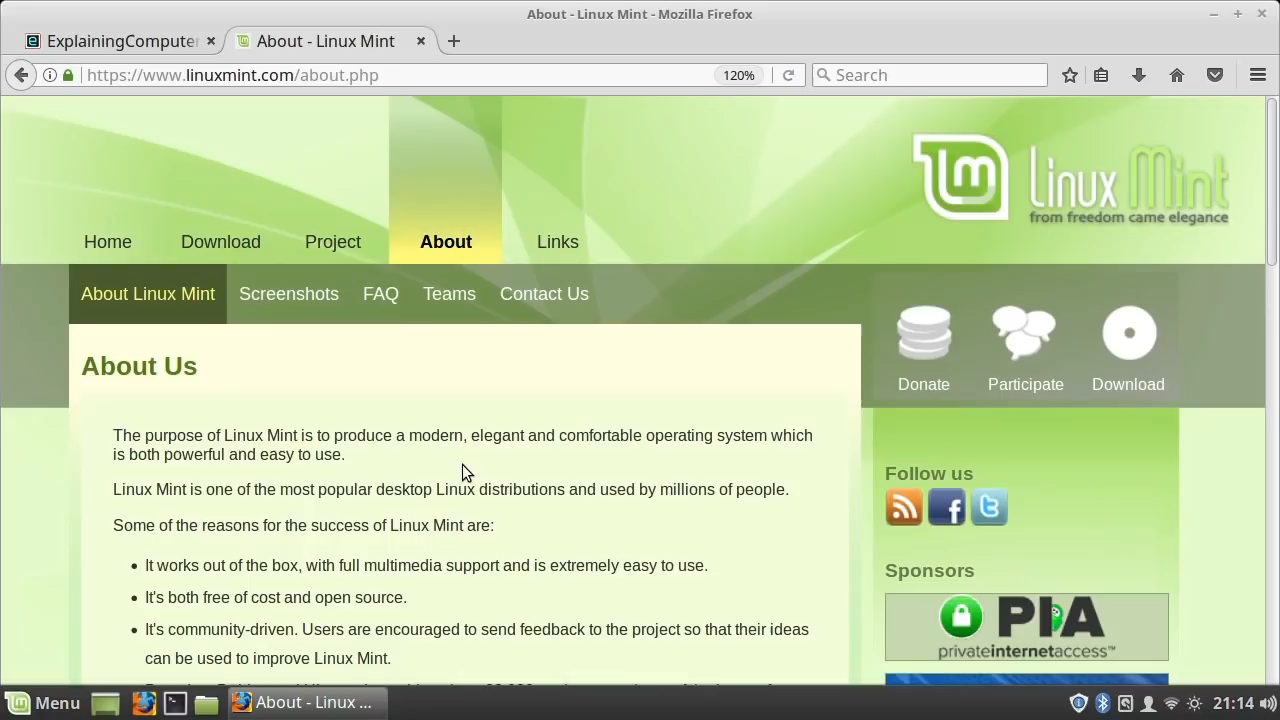 About - Linux Mint - Mozilla Firefox
ExplainingComputer
About - Linux Mint
https://www.linuxmint.com/about.php
120%
Search
Linux Mint
from freedom came elegance
Home
Download
Project
About
Links
About Linux Mint
Screenshots
FAQ
Teams
Contact Us
Donate
Participate
Download
About Us
The purpose of Linux Mint is to produce a modern, elegant and comfortable operating system which
is both powerful and easy to use.
Linux Mint is one of the most popular desktop Linux distributions and used by millions of people.
Some of the reasons for the success of Linux Mint are:
• It works out of the box, with full multimedia support and is extremely easy to use.
• It's both free of cost and open source.
• It's community-driven. Users are encouraged to send feedback to the project so that their ideas
can be used to improve Linux Mint.
Follow us
Sponsors
PIA
privateinternetaccess™
Menu
About - Linux ...
21:14